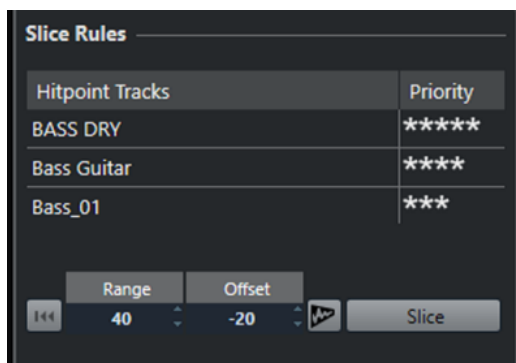 Slice Rules
Hitpoint Tracks Priority
BASS DRY *****
Bass Guitar ****
Bass_01 ***
Range Offset
40 -20 Slice